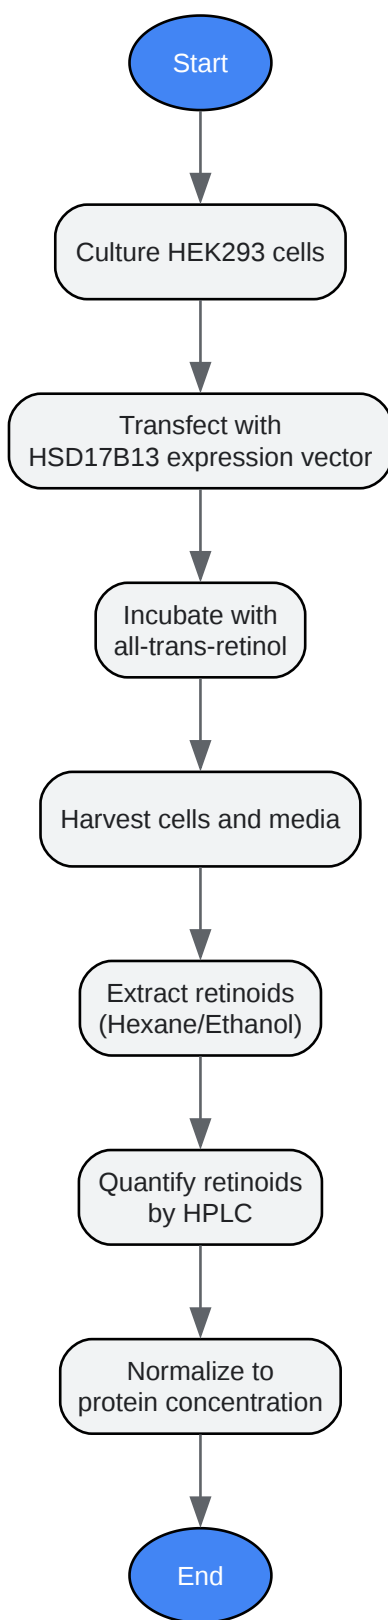 Start
Culture HEK293 cells
Transfect with
HSD17B13 expression vector
Incubate with
all-trans-retinol
Harvest cells and media
Extract retinoids
(Hexane/Ethanol)
Quantify retinoids
by HPLC
Normalize to
protein concentration
End